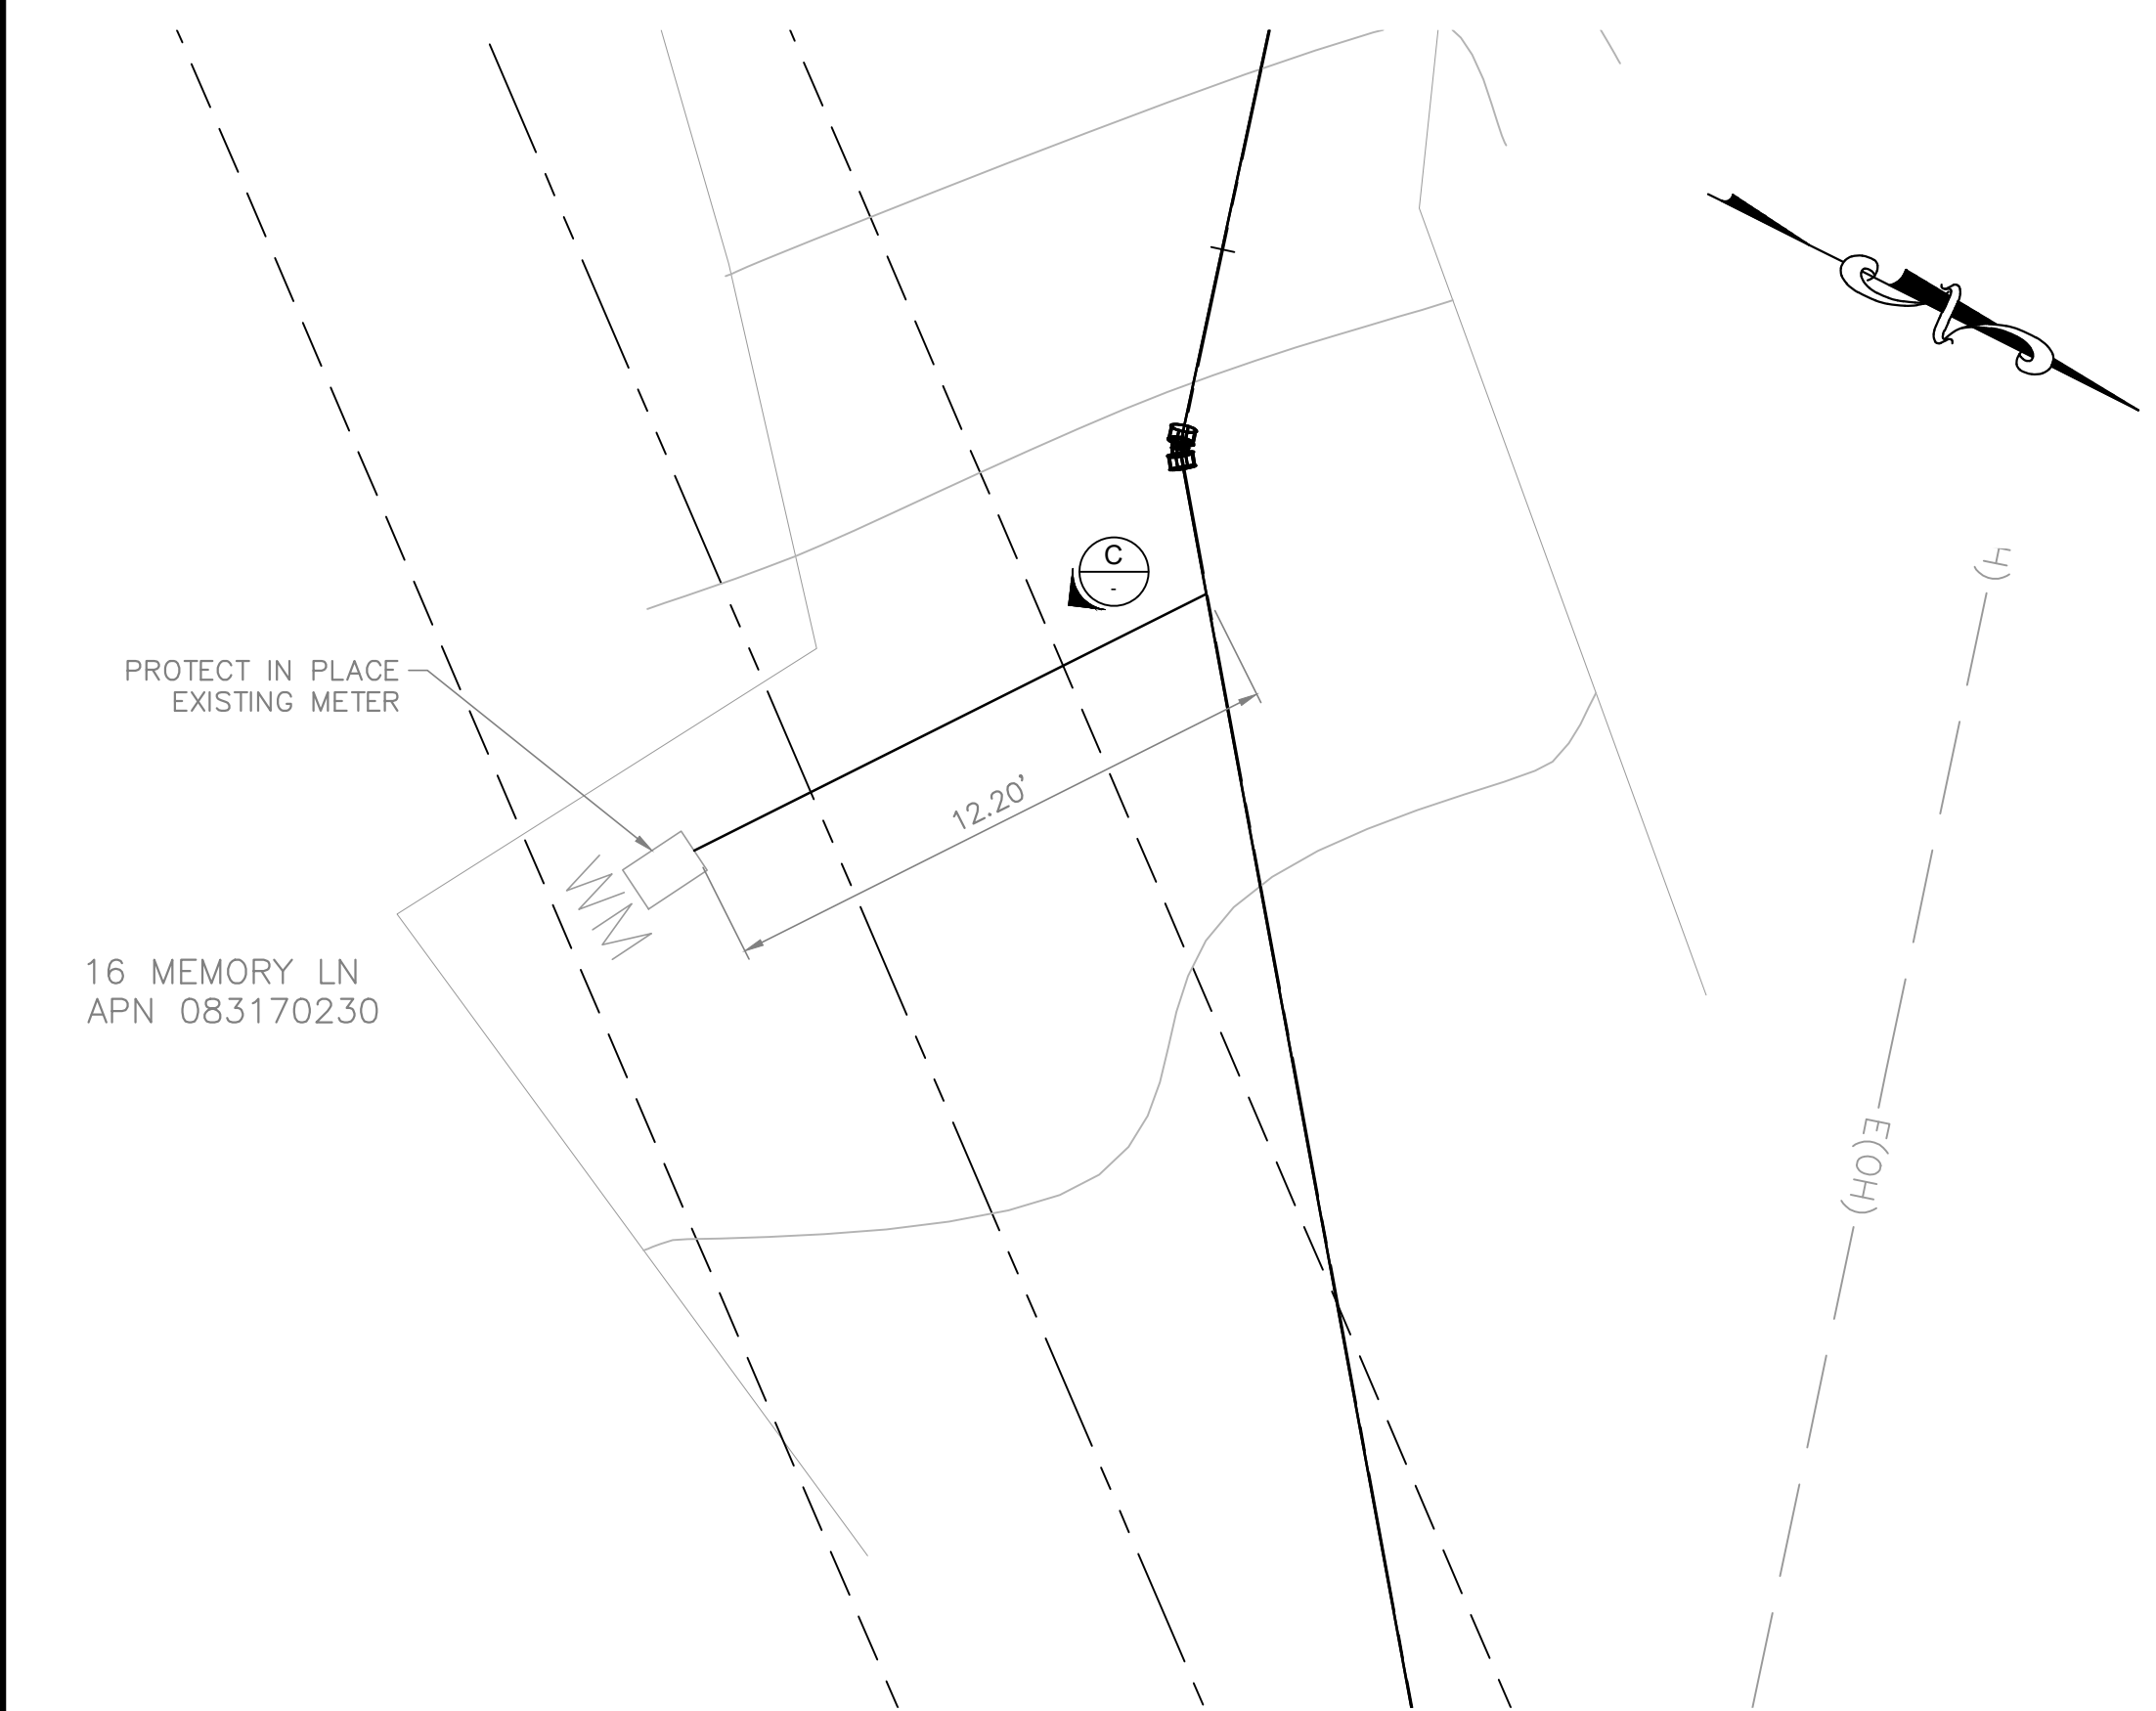 C
-
H)
PROTECT IN PLACE
EXISTING METER
12.20'
WM
16 MEMORY LN
APN 083170230
E(OH)